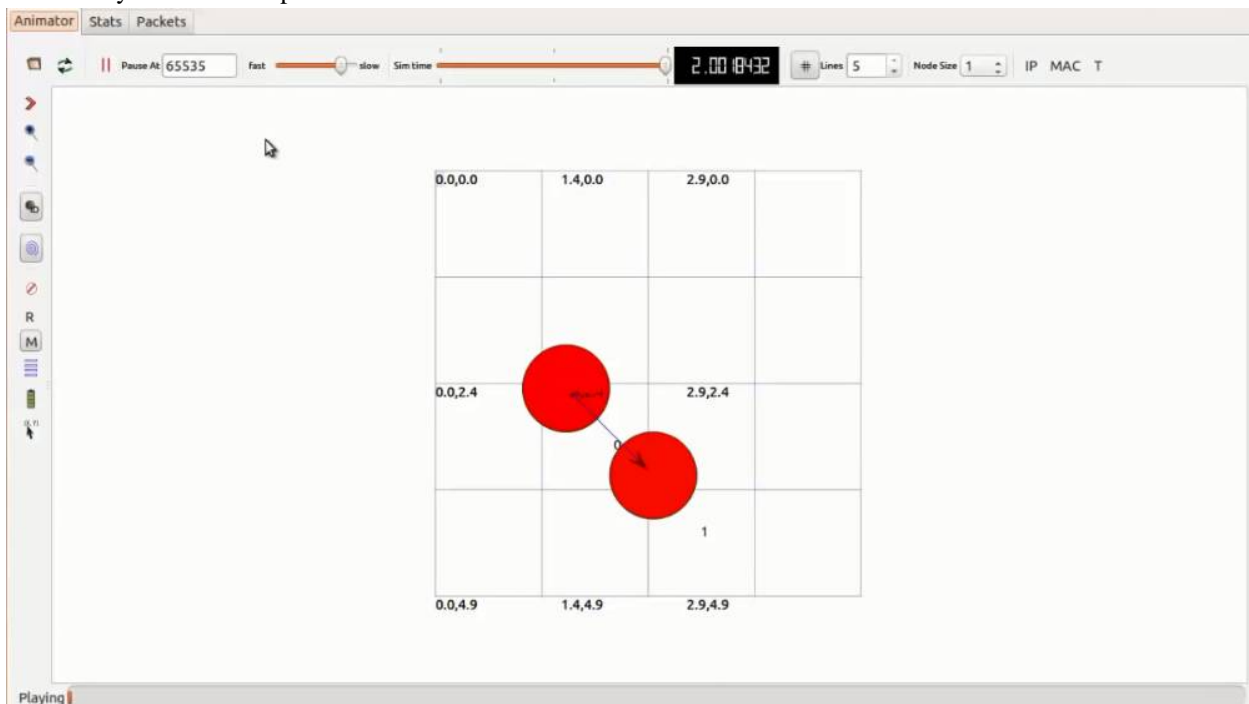 Animator Stats Packets
Pause At 65535 fast slow Sim time 2.0018432 # Lines 5 Node Size 1 IP MAC T
0.0,0.0 1.4,0.0 2.9,0.0
R
M
0.0,2.4 2.9,2.4
0
1
0.0,4.9 1.4,4.9 2.9,4.9
Playing